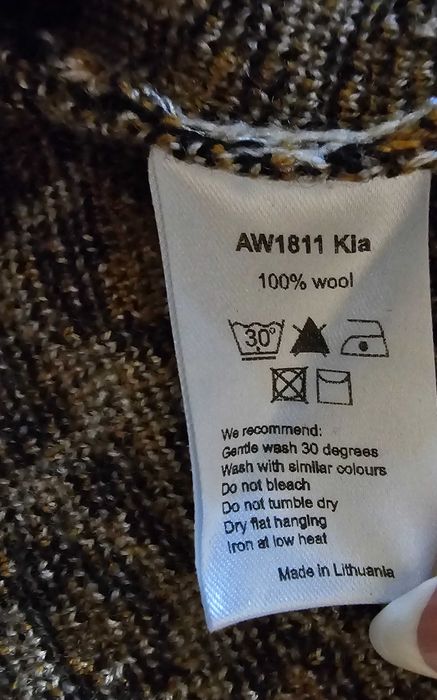 AW1811 Kia
100% wool
30°
We recommend:
Gentle wash 30 degrees
Wash with similar colours
Do not bleach
Do not tumble dry
Dry flat hanging
Iron at low heat
Made in Lithuania